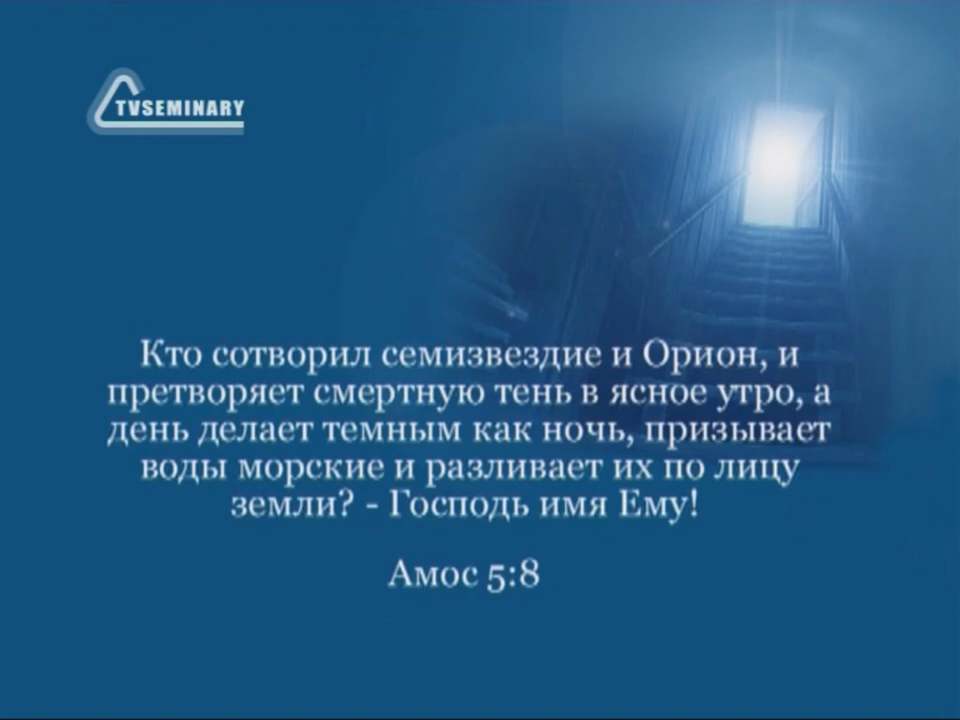 TVSEMINARY
Кто сотворил семизвездие и Орион, и
претворяет смертную тень в ясное утро, а
день делает темным как ночь, призывает
воды морские и разливает их по лицу
земли? - Господь имя Ему!
Амос 5:8